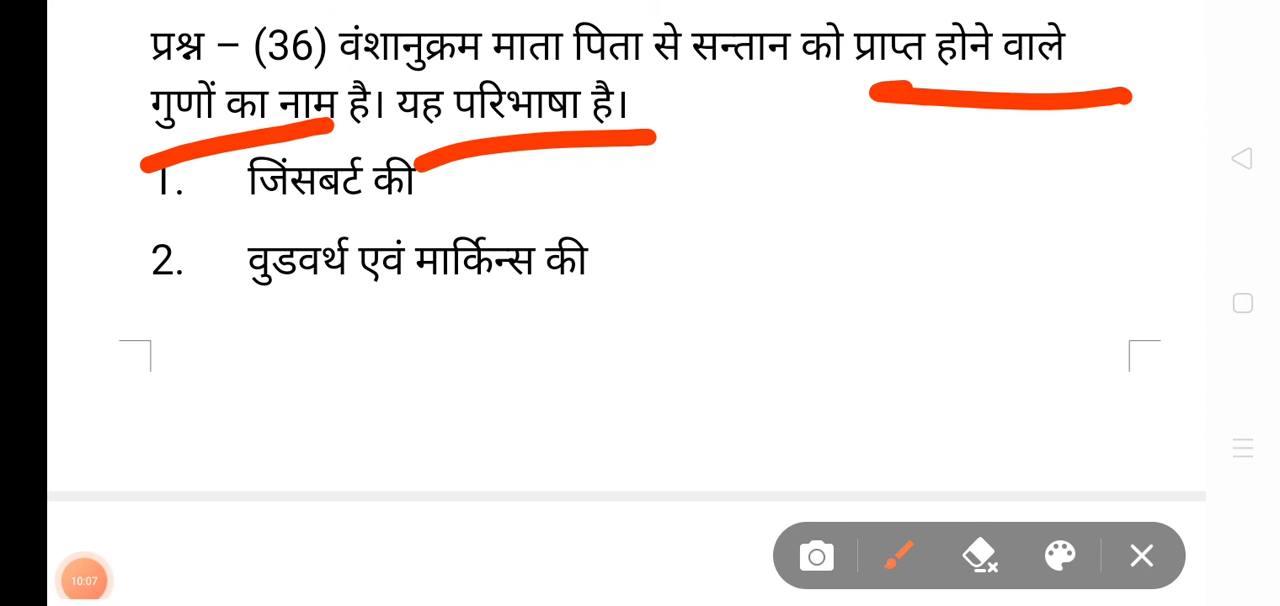 प्रश्न – (36) वंशानुक्रम माता पिता से सन्तान को प्राप्त होने वाले
गुणों का नाम है। यह परिभाषा है।
1. जिंसबर्ट की
2. वुडवर्थ एवं मार्किन्स की
10:07